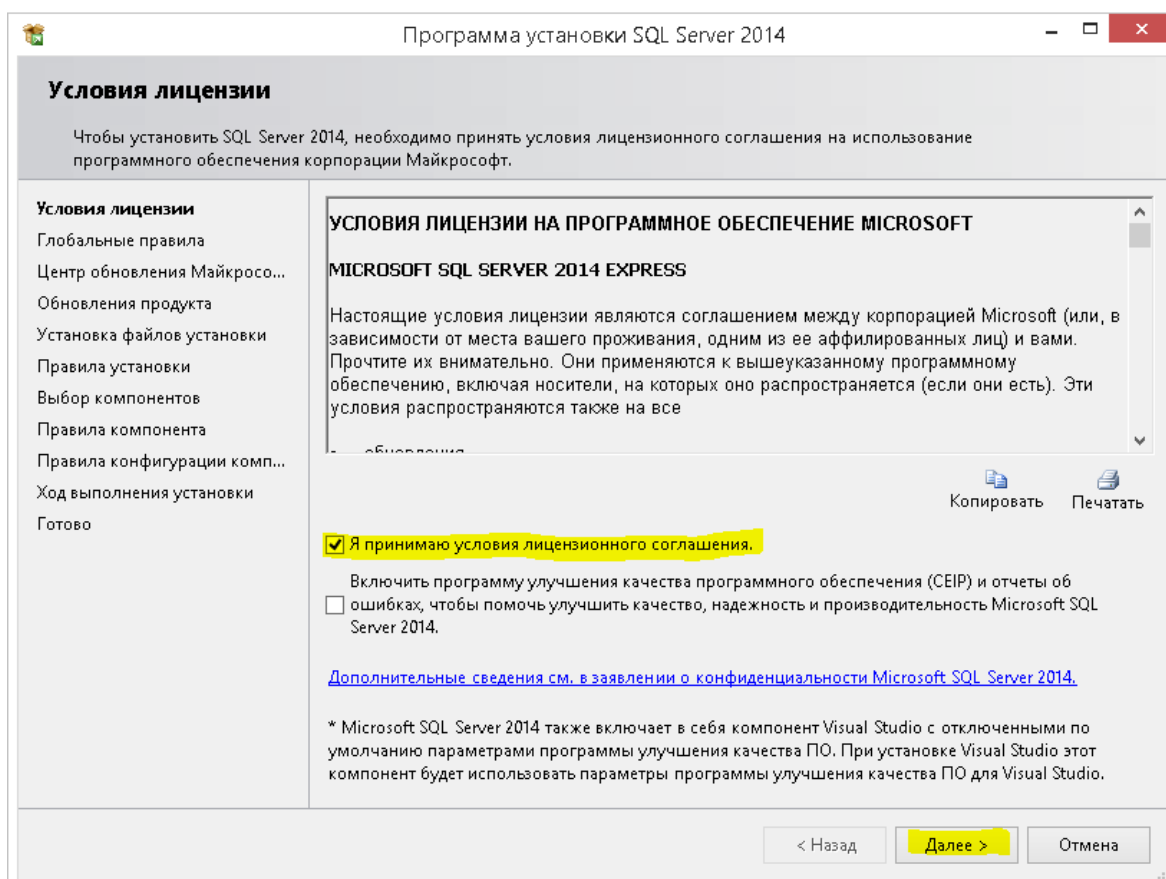 Программа установки SQL Server 2014
Условия лицензии
Чтобы установить SQL Server 2014, необходимо принять условия лицензионного соглашения на использование
программного обеспечения корпорации Майкрософт.
Условия лицензии
Глобальные правила
Центр обновления Майкросо...
Обновления продукта
Установка файлов установки
Правила установки
Выбор компонентов
Правила компонента
Правила конфигурации комп...
Ход выполнения установки
Готово
УСЛОВИЯ ЛИЦЕНЗИИ НА ПРОГРАММНОЕ ОБЕСПЕЧЕНИЕ MICROSOFT
MICROSOFT SQL SERVER 2014 EXPRESS
Настоящие условия лицензии являются соглашением между корпорацией Microsoft (или, в
зависимости от места вашего проживания, одним из ее аффилированных лиц) и вами.
Прочтите их внимательно. Они применяются к вышеуказанному программному
обеспечению, включая носители, на которых оно распространяется (если они есть). Эти
условия распространяются также на все
- обновления
Копировать Печатать
Я принимаю условия лицензионного соглашения.
Включить программу улучшения качества программного обеспечения (CEIP) и отчеты об
ошибках, чтобы помочь улучшить качество, надежность и производительность Microsoft SQL
Server 2014.
Дополнительные сведения см. в заявлении о конфиденциальности Microsoft SQL Server 2014.
* Microsoft SQL Server 2014 также включает в себя компонент Visual Studio с отключенными по
умолчанию параметрами программы улучшения качества ПО. При установке Visual Studio этот
компонент будет использовать параметры программы улучшения качества ПО для Visual Studio.
< Назад Далее > Отмена